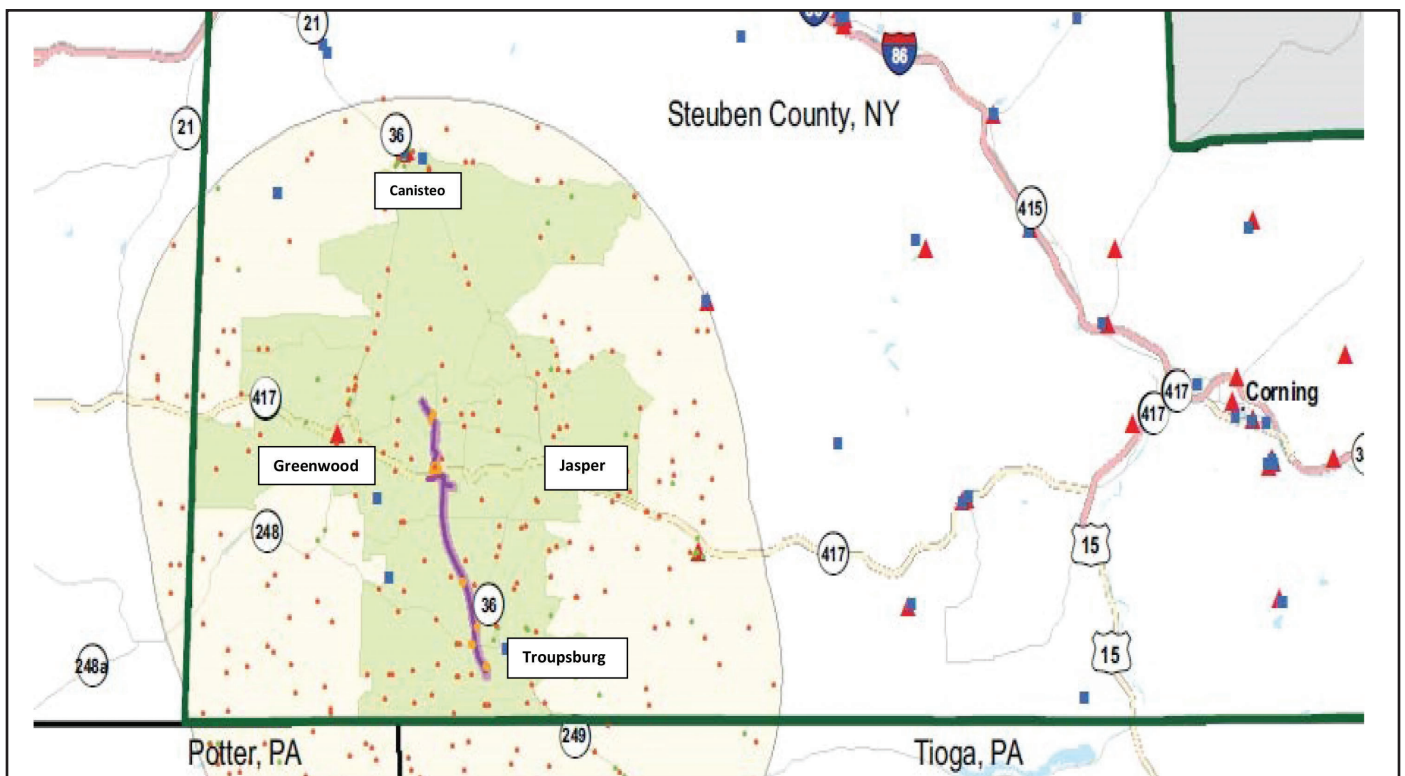 21
86
Steuben County, NY
21
36
Canisteo
415
417
417
417
Corning
Greenwood
Jasper
248
417
15
36
Troupsburg
15
248a
249
Potter, PA
Tioga, PA